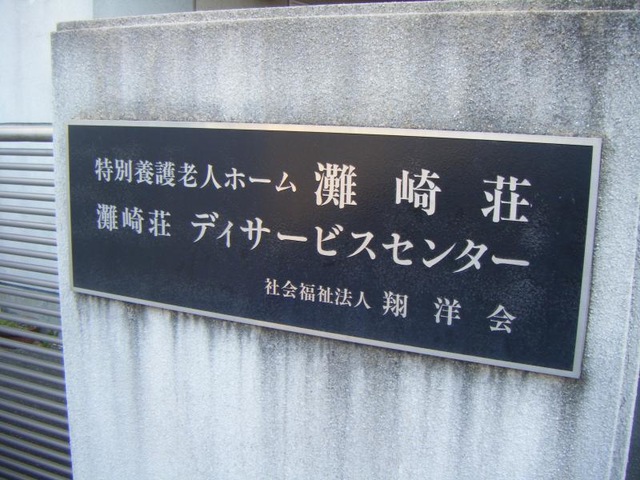 特別養護老人ホーム 灘崎荘
灘崎荘 ディサービスセンター
社会福祉法人 翔洋会